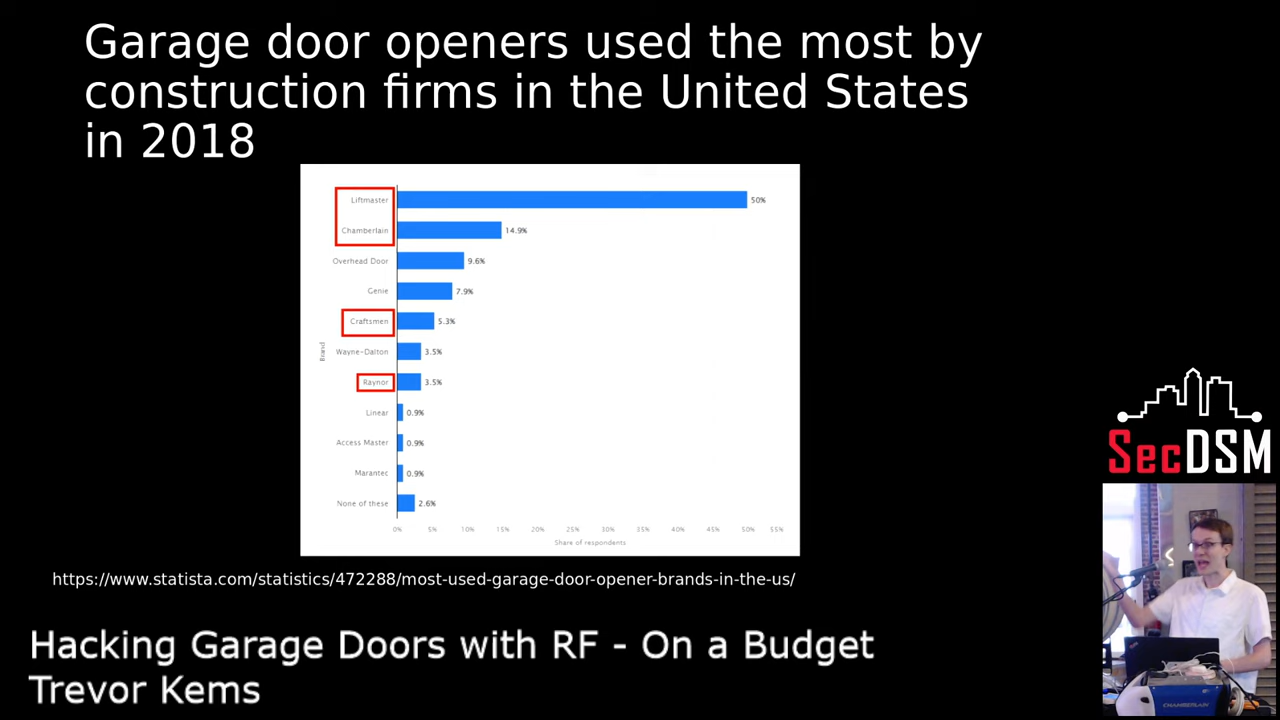 Garage door openers used the most by
construction firms in the United States
in 2018
Liftmaster 50%
Chamberlain 14.9%
Overhead Door 9.6%
Genie 7.9%
Craftsmen 5.3%
Wayne-Dalton 3.5%
Raynor 3.5%
Linear 0.9%
Access Master 0.9%
Marantec 0.9%
None of these 2.6%
Brand
0% 5% 10% 15% 20% 25% 30% 35% 40% 45% 50% 55%
Share of respondents
https://www.statista.com/statistics/472288/most-used-garage-door-opener-brands-in-the-us/
SecDSM
CHAMBERLAIN
Hacking Garage Doors with RF - On a Budget
Trevor Kems